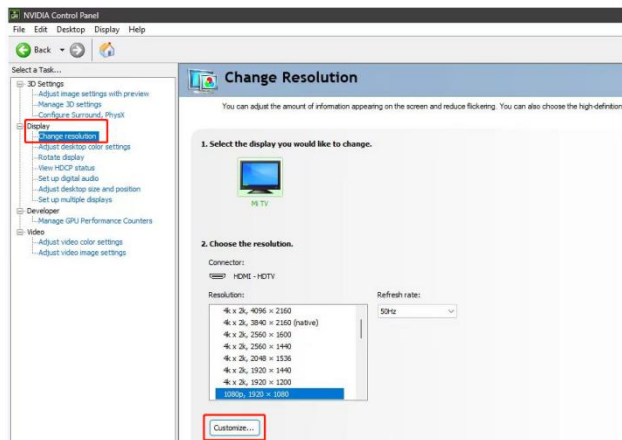 NVIDIA Control Panel
File Edit Desktop Display Help
Back
Select a Task...
3D Settings
Adjust image settings with preview
Manage 3D settings
Configure Surround, PhysX
Display
Change resolution
Adjust desktop color settings
Rotate display
View HDCP status
Set up digital audio
Adjust desktop size and position
Set up multiple displays
Developer
Manage GPU Performance Counters
Video
Adjust video color settings
Adjust video image settings
Change Resolution
You can adjust the amount of information appearing on the screen and reduce flickering. You can also choose the high-definition
1. Select the display you would like to change.
Mi TV
2. Choose the resolution.
Connector:
HDMI - HDTV
Resolution:
Refresh rate:
4k x 2k, 4096 × 2160
50Hz
4k x 2k, 3840 × 2160 (native)
4k x 2k, 2560 × 1600
4k x 2k, 2560 × 1440
4k x 2k, 2048 × 1536
4k x 2k, 1920 × 1440
4k x 2k, 1920 × 1200
1080p, 1920 × 1080
Customize...